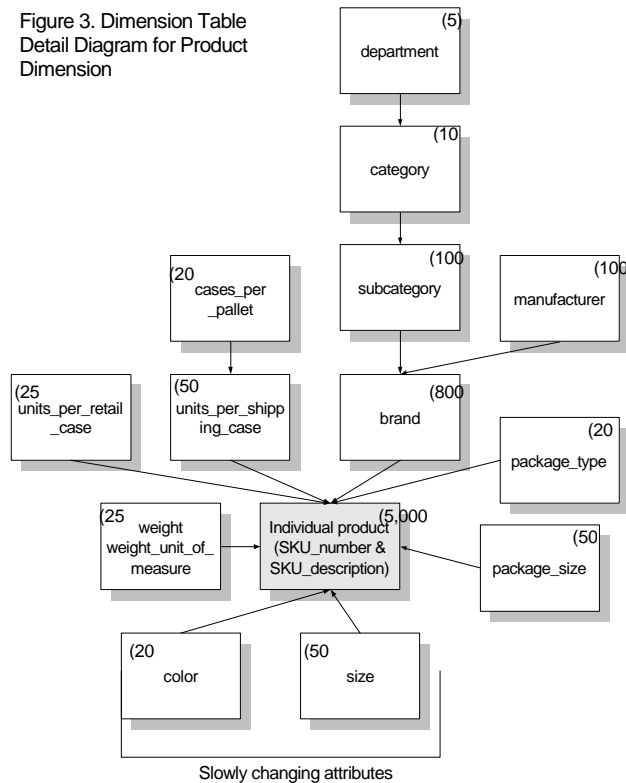 Figure 3. Dimension Table
Detail Diagram for Product
Dimension
(5)
department
(10
category
(100
subcategory
(100
manufacturer
(20
cases_per
_pallet
(25
units_per_retail
_case
(50
units_per_shipp
ing_case
(800
brand
(20
package_type
(25
weight
weight_unit_of_
measure
(5,000
Individual product
(SKU_number &
SKU_description)
(50
package_size
(20
color
(50
size
Slowly changing attributes